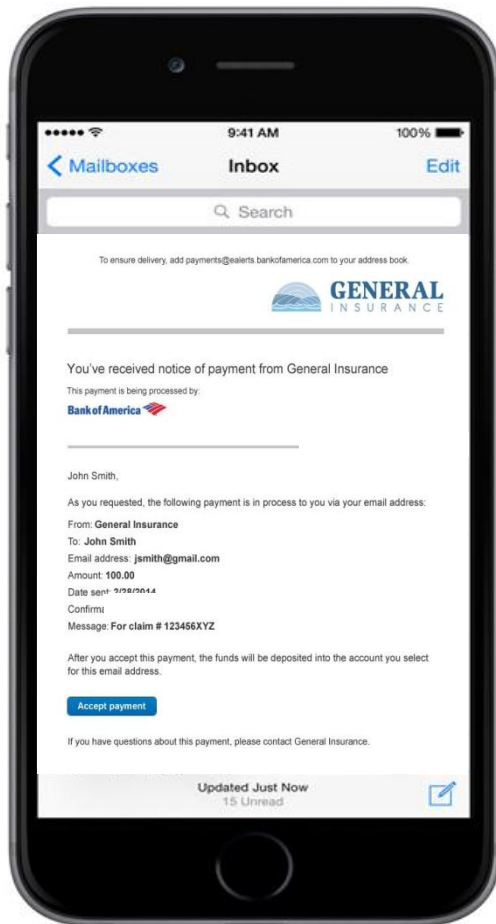 9:41 AM
100%
Mailboxes
Inbox
Edit
Search
To ensure delivery, add payments@ealerts.bankofamerica.com to your address book.
GENERAL
INSURANCE
You've received notice of payment from General Insurance
This payment is being processed by:
Bank of America
John Smith,
As you requested, the following payment is in process to you via your email address:
From: General Insurance
To: John Smith
Email address: jsmith@gmail.com
Amount: 100.00
Date sent: 2/28/2014
Message: For claim # 123456XYZ
After you accept this payment, the funds will be deposited into the account you select
for this email address.
Accept payment
If you have questions about this payment, please contact General Insurance.
Updated Just Now
15 Unread